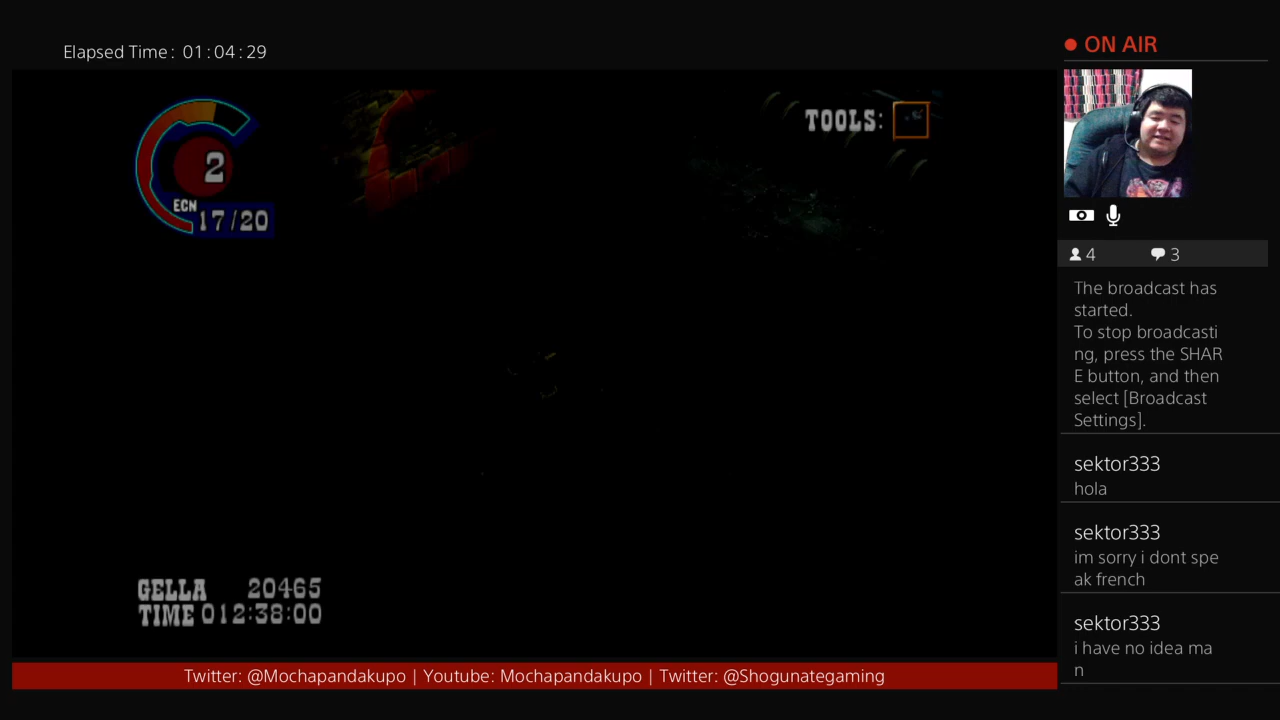 Elapsed Time: 01:04:29
ON AIR
TOOLS:
2
ECN
17/20
4
3
The broadcast has
started.
To stop broadcasti
ng, press the SHAR
E button, and then
select [Broadcast
Settings].
sektor333
hola
sektor333
im sorry i dont spe
ak french
sektor333
i have no idea ma
n
GELLA 20465
TIME 012:38:00
Twitter: @Mochapandakupo | Youtube: Mochapandakupo | Twitter: @Shogunategaming